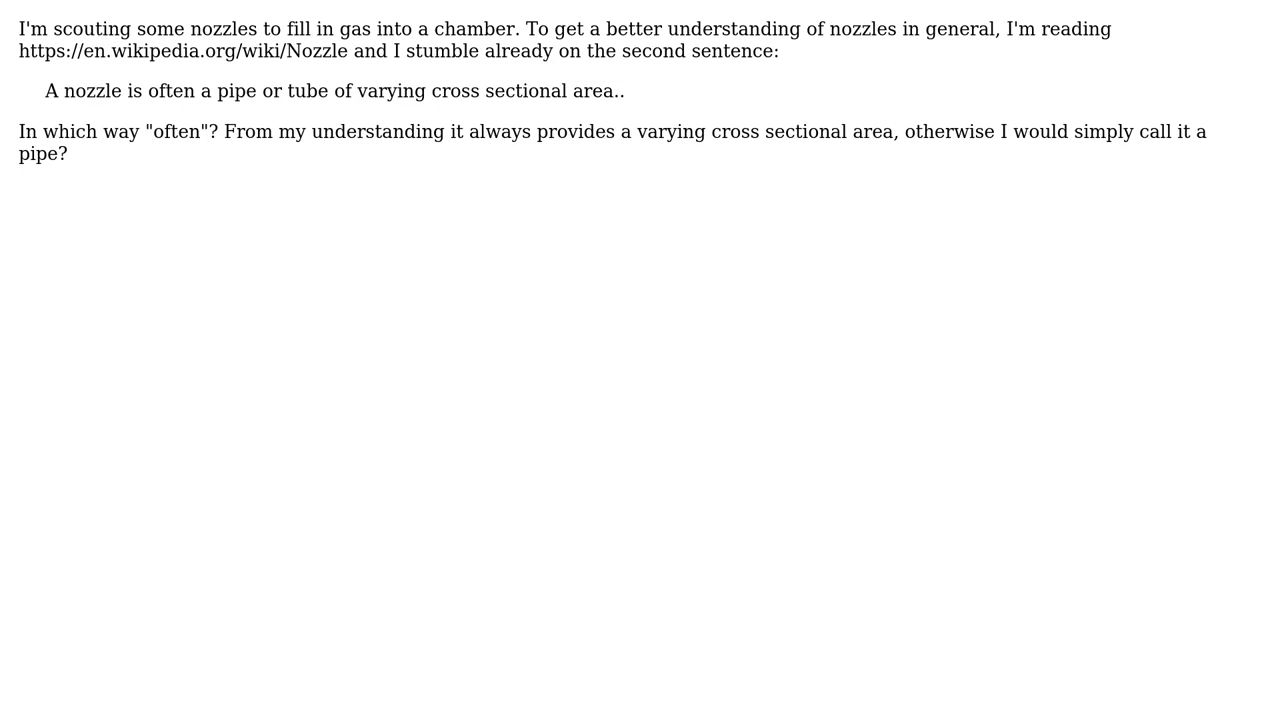 I'm scouting some nozzles to fill in gas into a chamber. To get a better understanding of nozzles in general, I'm reading
https://en.wikipedia.org/wiki/Nozzle and I stumble already on the second sentence:
A nozzle is often a pipe or tube of varying cross sectional area..
In which way "often"? From my understanding it always provides a varying cross sectional area, otherwise I would simply call it a
pipe?